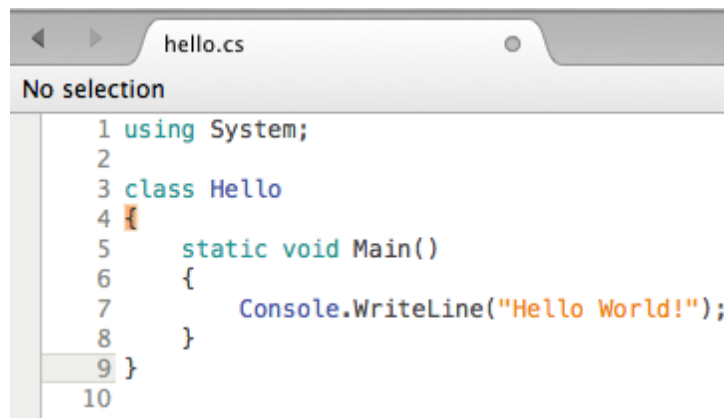 hello.cs
No selection
1 using System;
2
3 class Hello
4 {
5     static void Main()
6     {
7         Console.WriteLine("Hello World!");
8     }
9 }
10